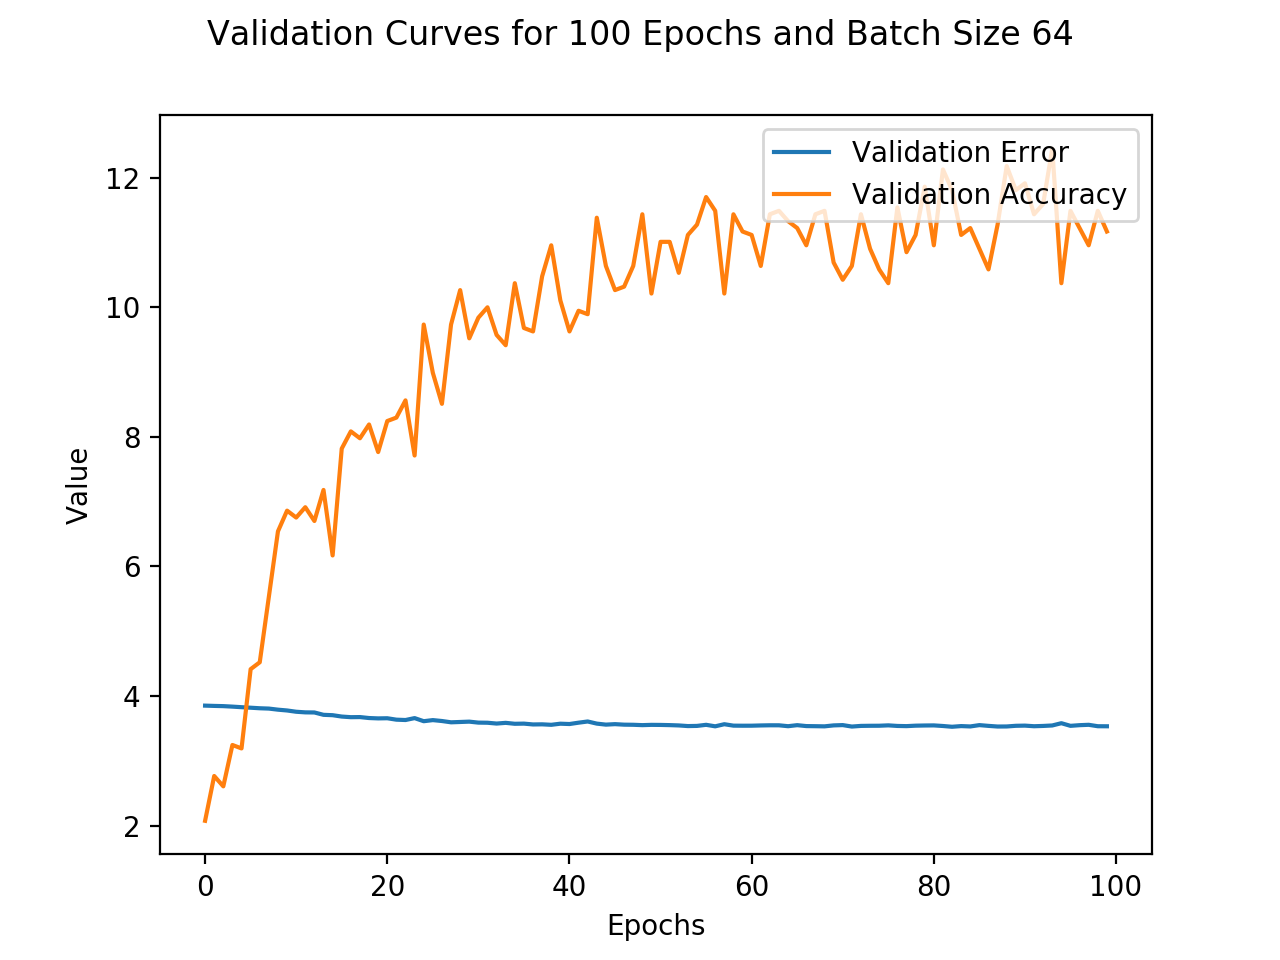 Validation Curves for 100 Epochs and Batch Size 64
Validation Error
Validation Accuracy
12
10
8
6
4
2
Value
0 20 40 60 80 100
Epochs